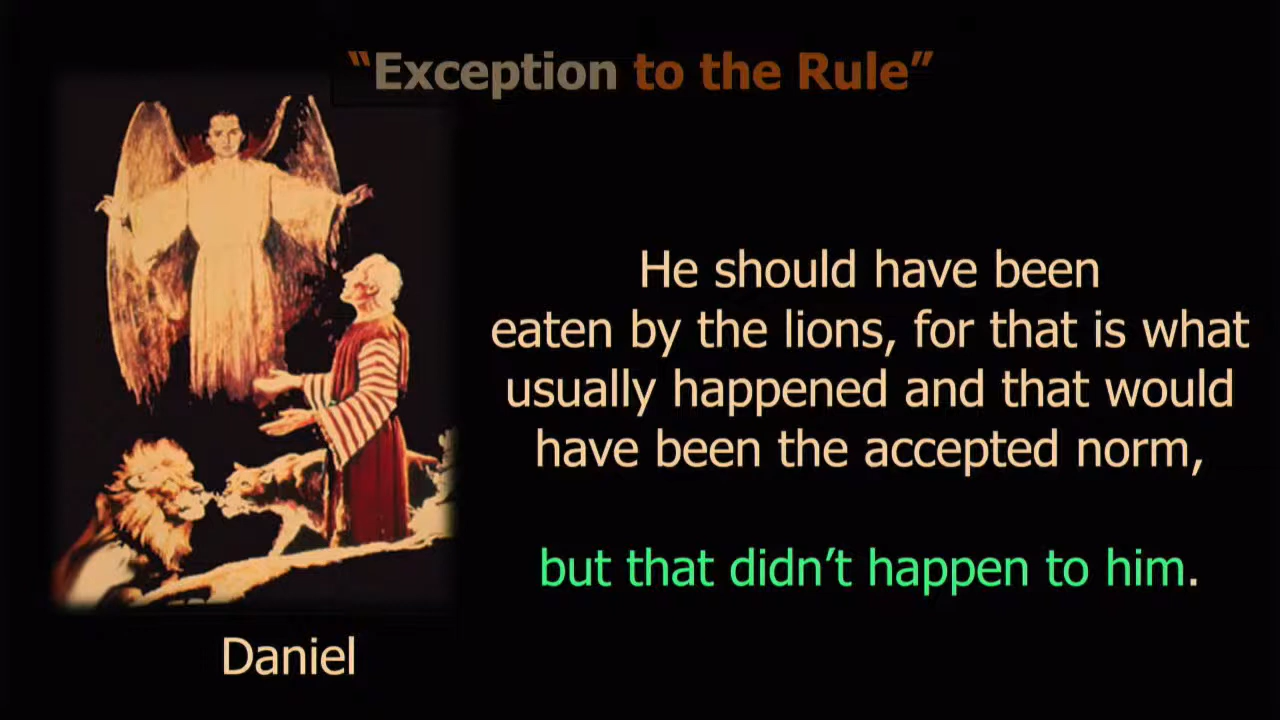 “Exception to the Rule”
He should have been
eaten by the lions, for that is what
usually happened and that would
have been the accepted norm,
but that didn’t happen to him.
Daniel